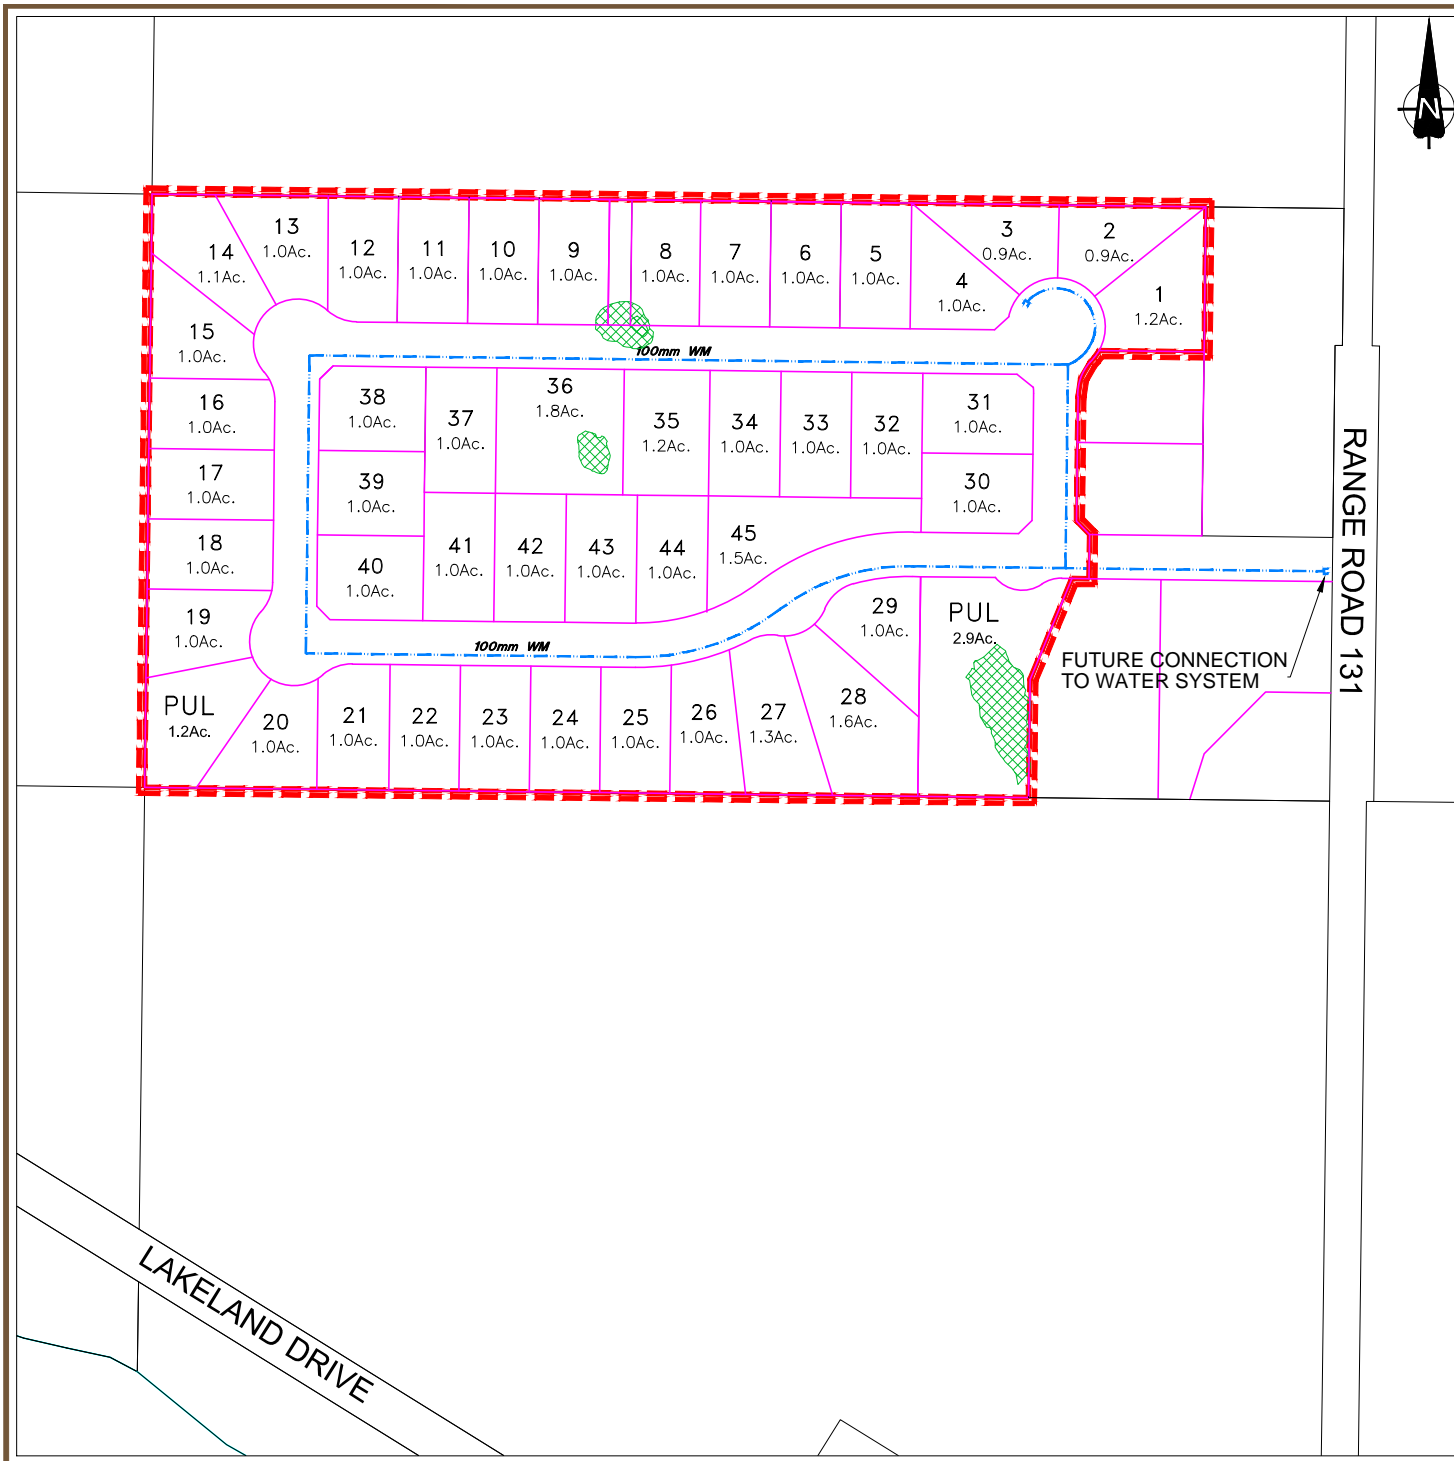 N
13
1.0Ac.
14
1.1Ac.
12
1.0Ac.
11
1.0Ac.
10
1.0Ac.
9
1.0Ac.
8
1.0Ac.
7
1.0Ac.
6
1.0Ac.
5
1.0Ac.
4
1.0Ac.
3
0.9Ac.
2
0.9Ac.
1
1.2Ac.
15
1.0Ac.
100mm WM
16
1.0Ac.
17
1.0Ac.
18
1.0Ac.
19
1.0Ac.
38
1.0Ac.
39
1.0Ac.
40
1.0Ac.
37
1.0Ac.
36
1.8Ac.
35
1.2Ac.
34
1.0Ac.
33
1.0Ac.
32
1.0Ac.
31
1.0Ac.
30
1.0Ac.
41
1.0Ac.
42
1.0Ac.
43
1.0Ac.
44
1.0Ac.
45
1.5Ac.
29
1.0Ac.
PUL
2.9Ac.
100mm WM
FUTURE CONNECTION
TO WATER SYSTEM
RANGE ROAD 131
PUL
1.2Ac.
20
1.0Ac.
21
1.0Ac.
22
1.0Ac.
23
1.0Ac.
24
1.0Ac.
25
1.0Ac.
26
1.0Ac.
27
1.3Ac.
28
1.6Ac.
LAKELAND DRIVE